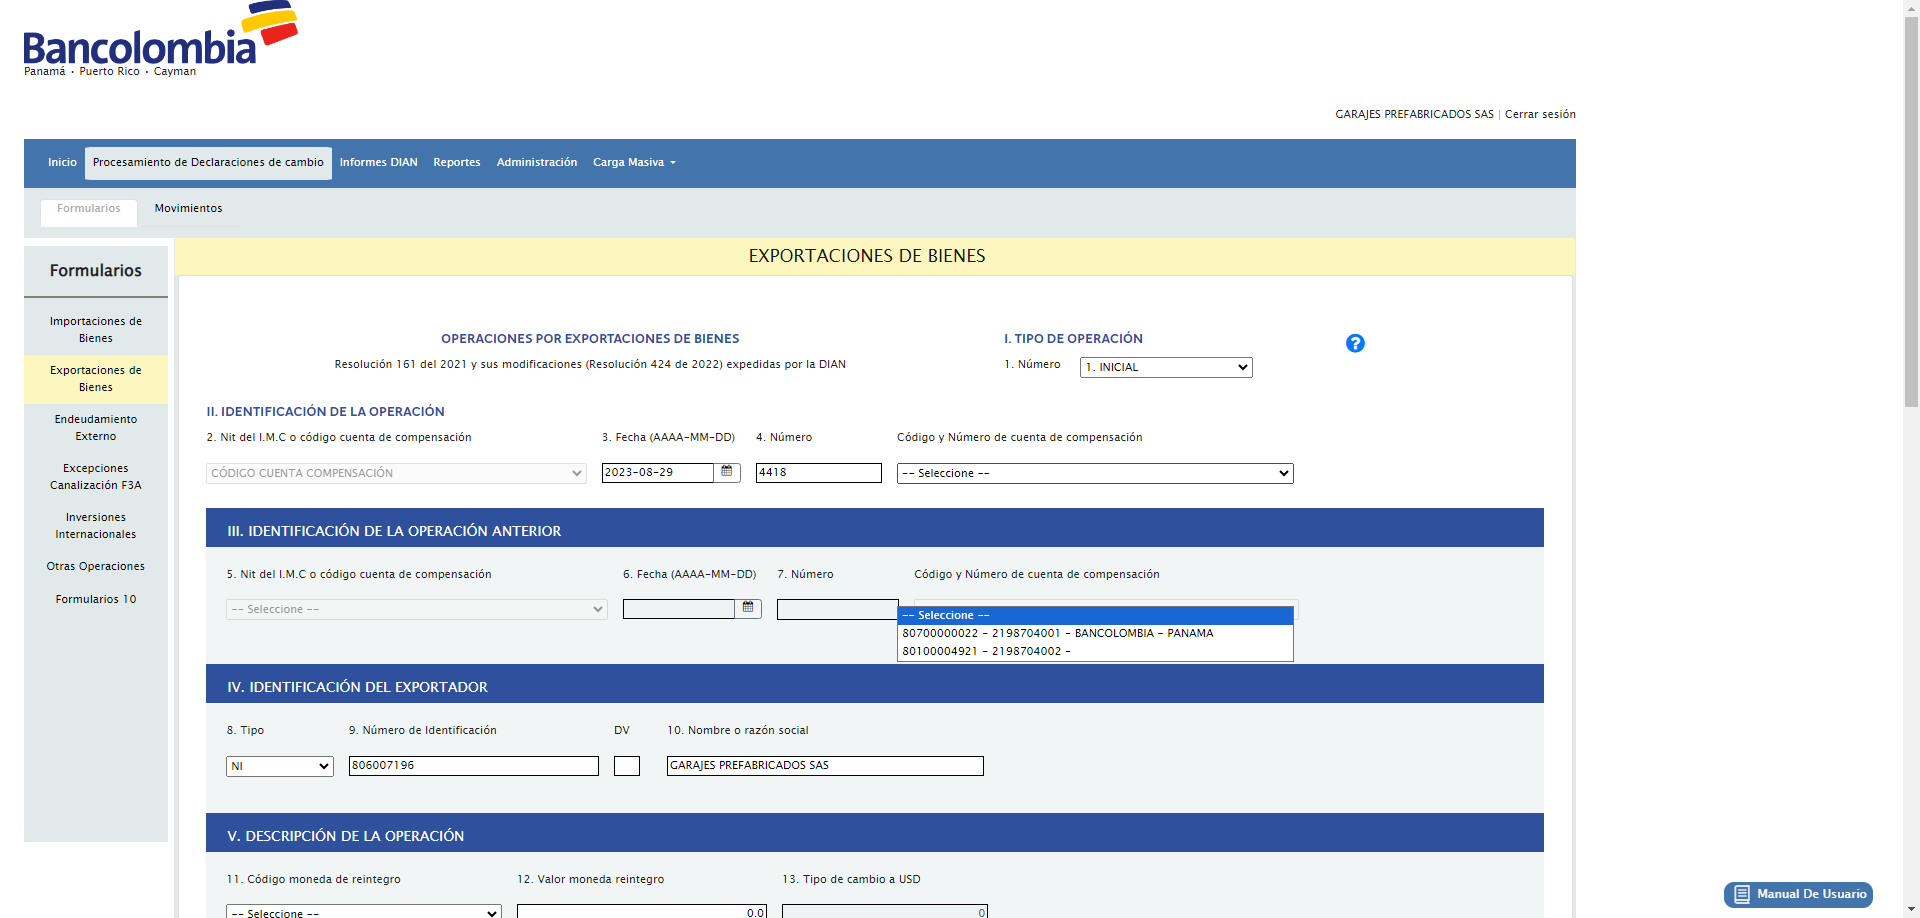 Bancolombia
Panamá · Puerto Rico · Cayman
GARAJES PREFABRICADOS SAS | Cerrar sesión
Inicio Procesamiento de Declaraciones de cambio Informes DIAN Reportes Administración Carga Masiva
Formularios Movimientos
Formularios
Importaciones de
Bienes
Exportaciones de
Bienes
Endeudamiento
Externo
Excepciones
Canalización F3A
Inversiones
Internacionales
Otras Operaciones
Formularios 10
EXPORTACIONES DE BIENES
OPERACIONES POR EXPORTACIONES DE BIENES
Resolución 161 del 2021 y sus modificaciones (Resolución 424 de 2022) expedidas por la DIAN
I. TIPO DE OPERACIÓN
1. Número 1. INICIAL
?
II. IDENTIFICACIÓN DE LA OPERACIÓN
2. Nit del I.M.C o código cuenta de compensación 3. Fecha (AAAA-MM-DD) 4. Número Código y Número de cuenta de compensación
CÓDIGO CUENTA COMPENSACIÓN 2023-08-29 4418 -- Seleccione --
III. IDENTIFICACIÓN DE LA OPERACIÓN ANTERIOR
5. Nit del I.M.C o código cuenta de compensación 6. Fecha (AAAA-MM-DD) 7. Número Código y Número de cuenta de compensación
-- Seleccione --
-- Seleccione --
80700000022 - 2198704001 - BANCOLOMBIA - PANAMA
80100004921 - 2198704002 -
IV. IDENTIFICACIÓN DEL EXPORTADOR
8. Tipo 9. Número de Identificación DV 10. Nombre o razón social
NI 806007196 GARAJES PREFABRICADOS SAS
V. DESCRIPCIÓN DE LA OPERACIÓN
11. Código moneda de reintegro 12. Valor moneda reintegro 13. Tipo de cambio a USD
-- Seleccione -- 0.0 0
Manual De Usuario